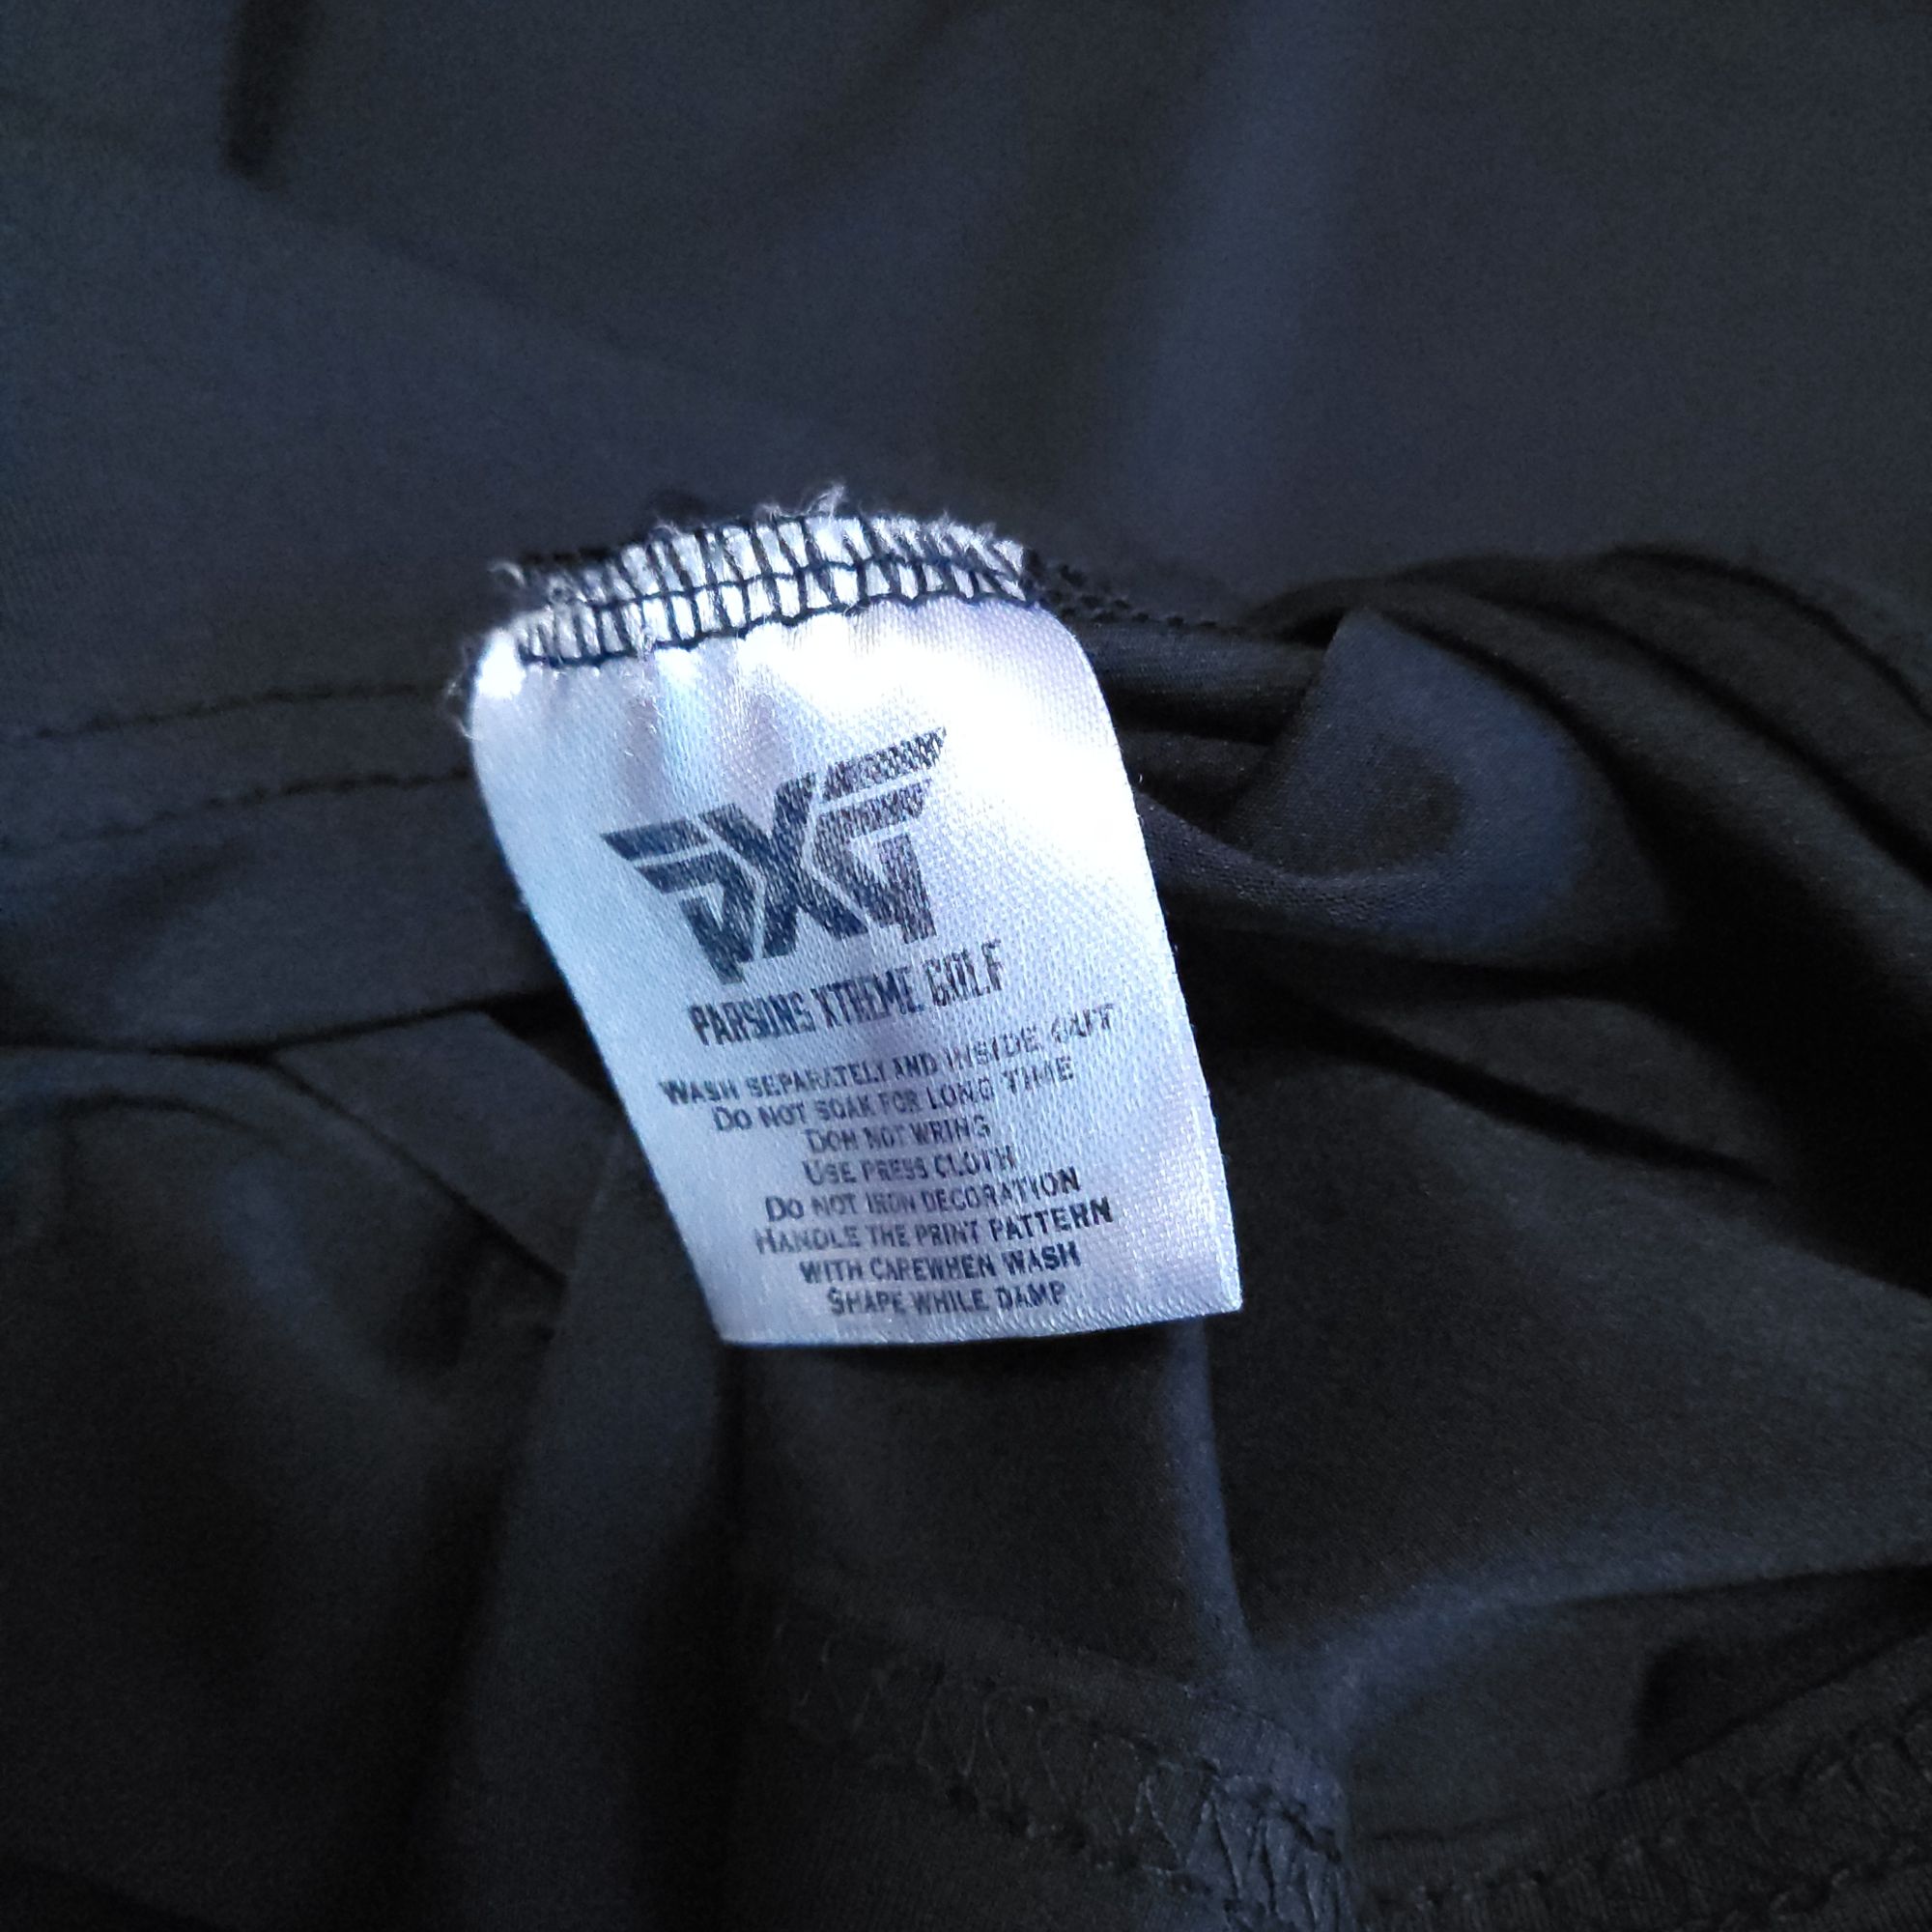 PXG
PARSONS XTREME GOLF
WASH SEPARATELY AND INSIDE OUT
DO NOT SOAK FOR LONG TIME
DOH NOT WRING
USE PRESS CLOTH
DO NOT IRON DECORATION
HANDLE THE PRINT PATTERN
WITH CAREWHEN WASH
SHAPE WHILE DAMP